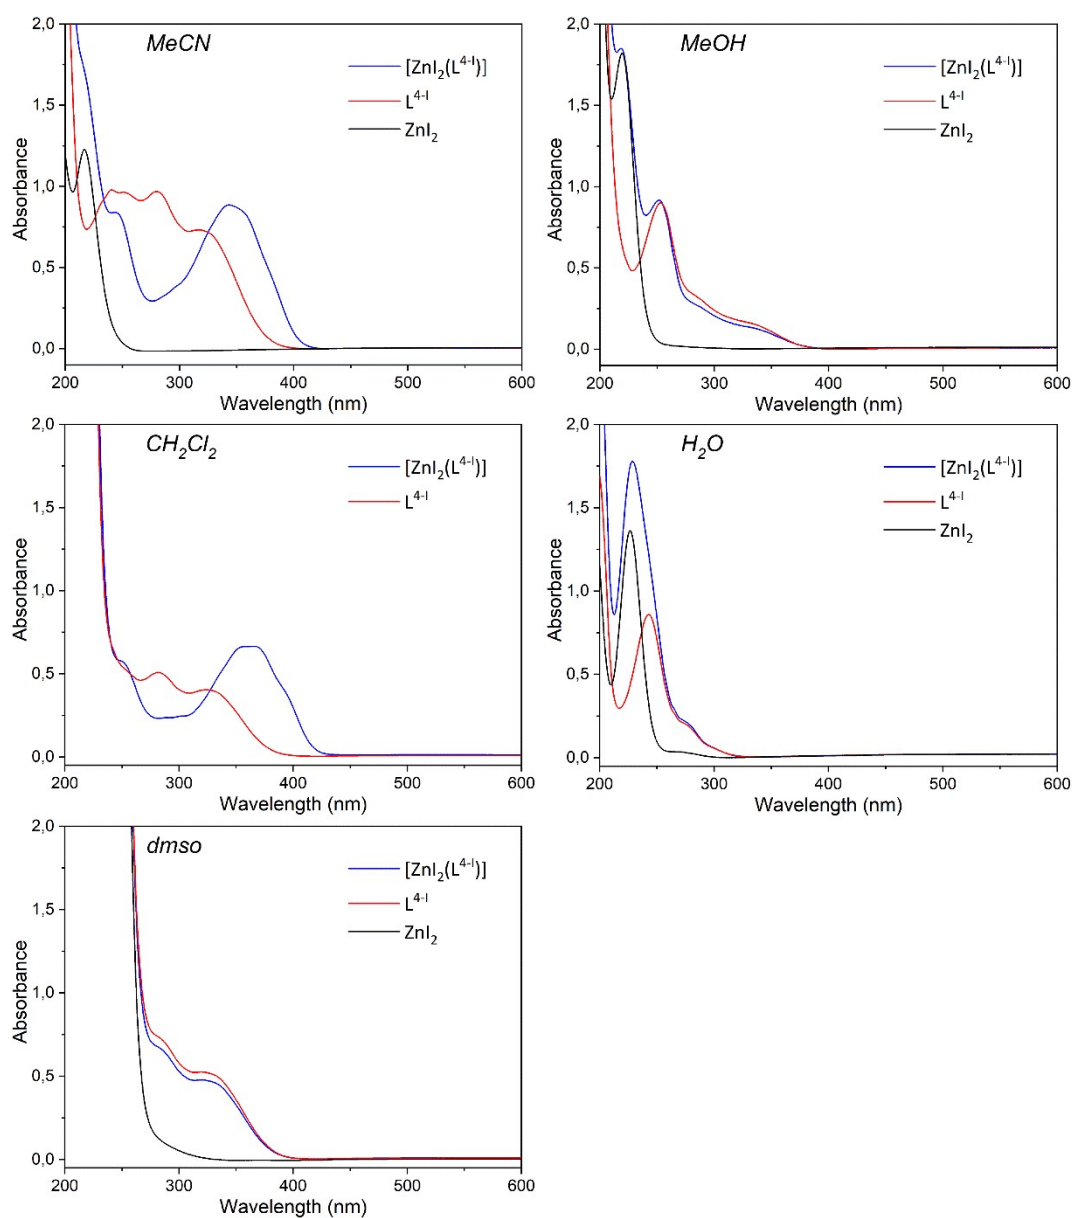 MeCN
[ZnI₂(L⁴⁻ᴵ)]
L⁴⁻ᴵ
ZnI₂
2,0
1,5
1,0
0,5
0,0
Absorbance
200 300 400 500 600
Wavelength (nm)
MeOH
[ZnI₂(L⁴⁻ᴵ)]
L⁴⁻ᴵ
ZnI₂
2,0
1,5
1,0
0,5
0,0
Absorbance
200 300 400 500 600
Wavelength (nm)
CH₂Cl₂
[ZnI₂(L⁴⁻ᴵ)]
L⁴⁻ᴵ
2,0
1,5
1,0
0,5
0,0
Absorbance
200 300 400 500 600
Wavelength (nm)
H₂O
[ZnI₂(L⁴⁻ᴵ)]
L⁴⁻ᴵ
ZnI₂
2,0
1,5
1,0
0,5
0,0
Absorbance
200 300 400 500 600
Wavelength (nm)
dmso
[ZnI₂(L⁴⁻ᴵ)]
L⁴⁻ᴵ
ZnI₂
2,0
1,5
1,0
0,5
0,0
Absorbance
200 300 400 500 600
Wavelength (nm)